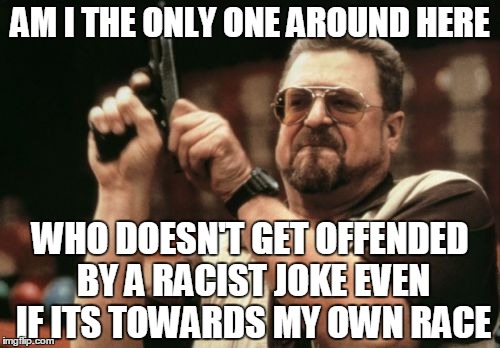 AM I THE ONLY ONE AROUND HERE
WHO DOESN'T GET OFFENDED
BY A RACIST JOKE EVEN
IF ITS TOWARDS MY OWN RACE
imgflip.com